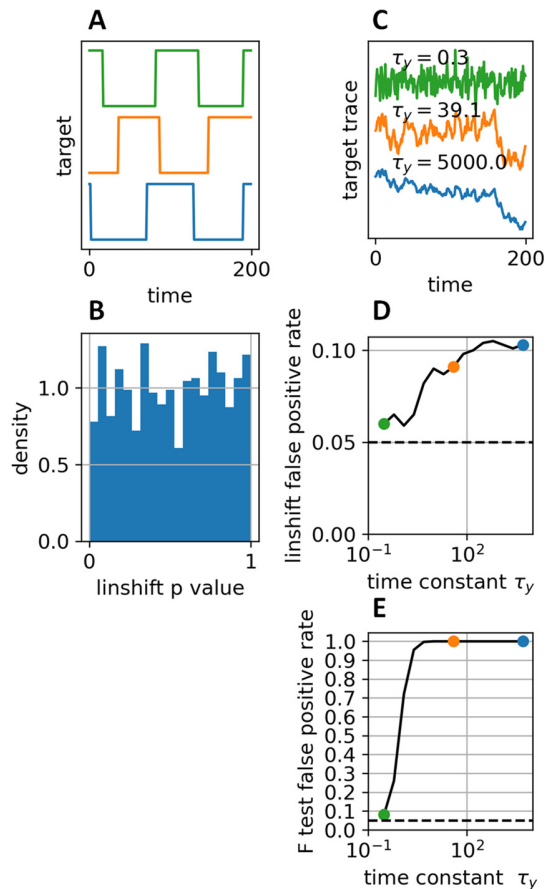 A
target
0
200
time
B
1.0
0.5
0.0
density
0
1
linshift p value
C
τy = 0.3
τy = 39.1
τy = 5000.0
target trace
0
200
time
D
0.10
0.05
0.00
linshift false positive rate
10⁻¹
10²
time constant τy
E
1.0
0.9
0.8
0.7
0.6
0.5
0.4
0.3
0.2
0.1
0.0
F test false positive rate
10⁻¹
10²
time constant τy